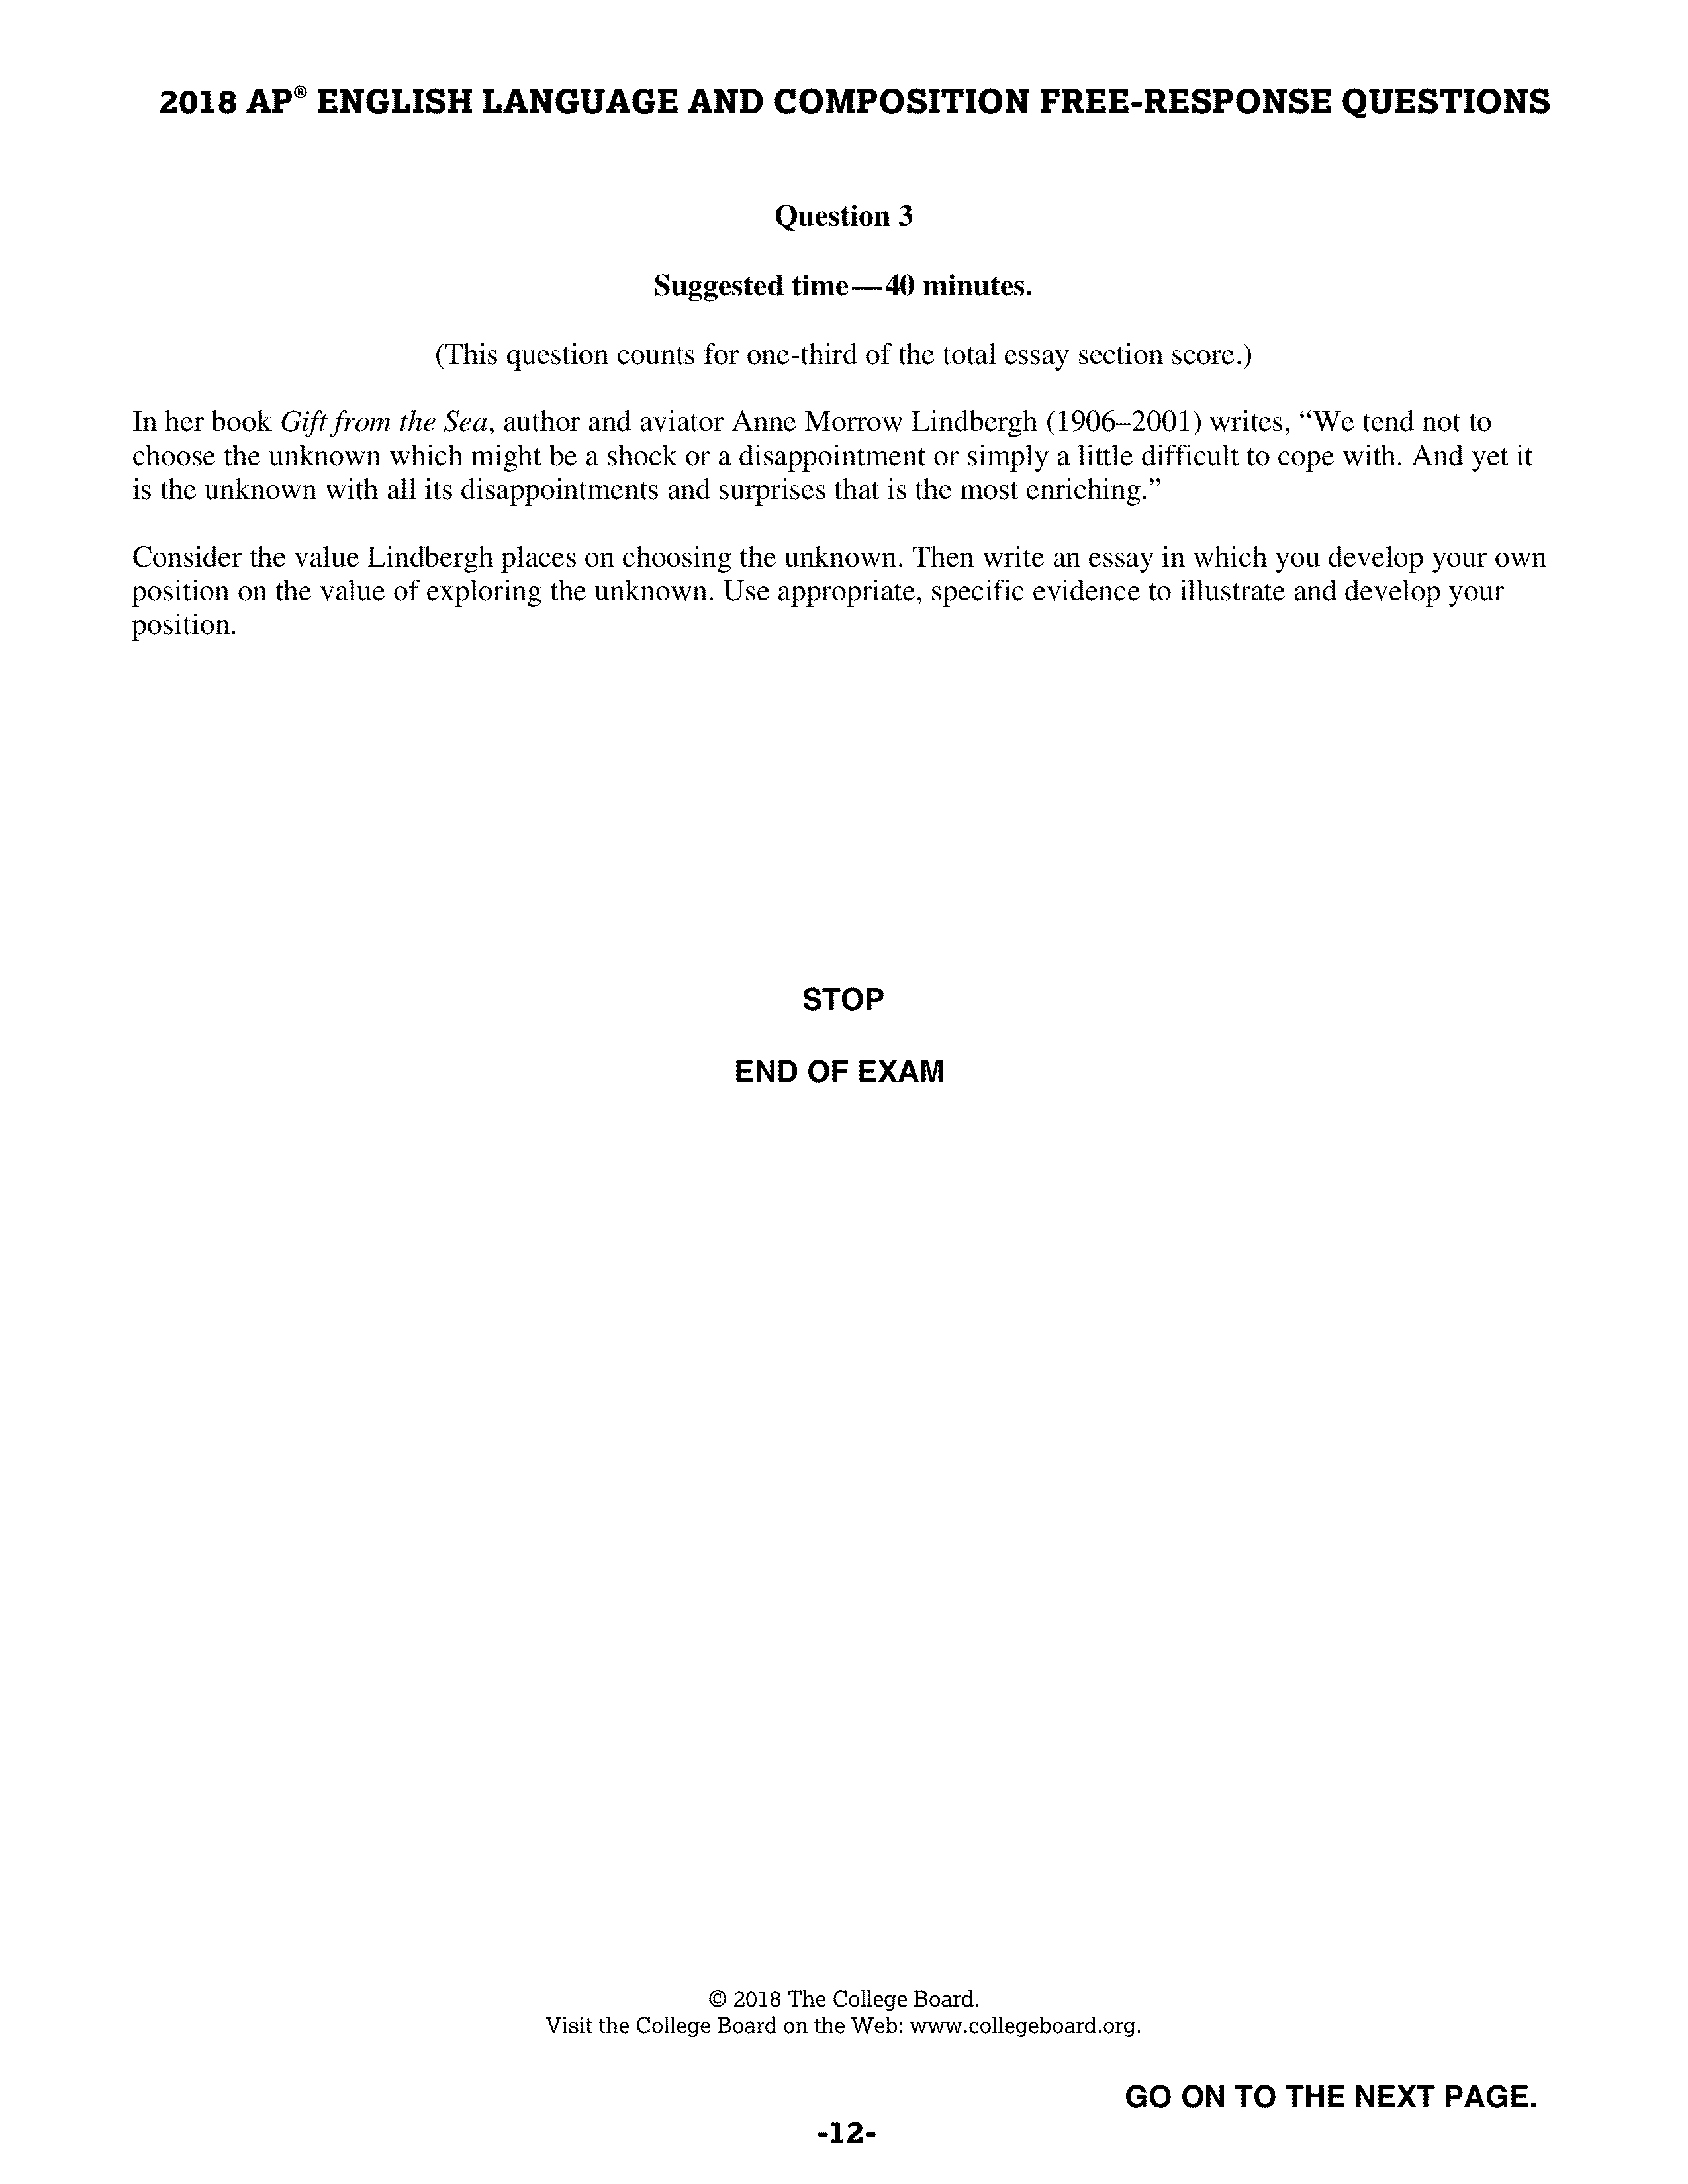 2018 AP® ENGLISH LANGUAGE AND COMPOSITION FREE-RESPONSE QUESTIONS
Question 3
Suggested time—40 minutes.
(This question counts for one-third of the total essay section score.)
In her book Gift from the Sea, author and aviator Anne Morrow Lindbergh (1906–2001) writes, “We tend not to
choose the unknown which might be a shock or a disappointment or simply a little difficult to cope with. And yet it
is the unknown with all its disappointments and surprises that is the most enriching.”
Consider the value Lindbergh places on choosing the unknown. Then write an essay in which you develop your own
position on the value of exploring the unknown. Use appropriate, specific evidence to illustrate and develop your
position.
STOP
END OF EXAM
© 2018 The College Board.
Visit the College Board on the Web: www.collegeboard.org.
GO ON TO THE NEXT PAGE.
-12-